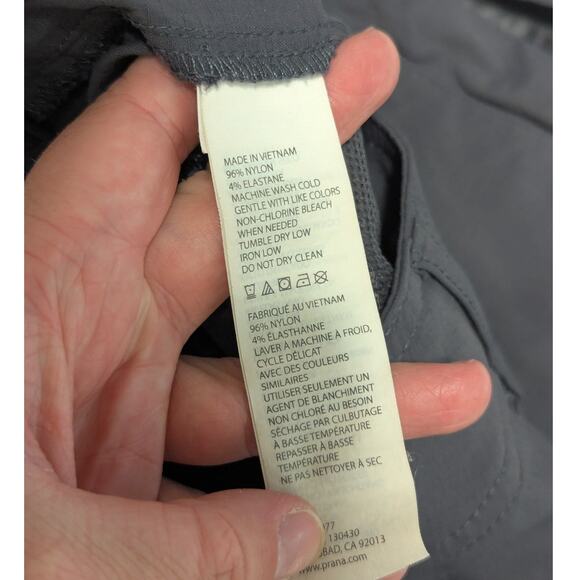 MADE IN VIETNAM
96% NYLON
4% ELASTANE
MACHINE WASH COLD
GENTLE WITH LIKE COLORS
NON-CHLORINE BLEACH
WHEN NEEDED
TUMBLE DRY LOW
IRON LOW
DO NOT DRY CLEAN
FABRIQUÉ AU VIETNAM
96% NYLON
4% ÉLASTHANNE
LAVER À MACHINE À FROID,
CYCLE DÉLICAT
AVEC DES COULEURS
SIMILAIRES
UTILISER SEULEMENT UN
AGENT DE BLANCHIMENT
NON CHLORÉ AU BESOIN
SÉCHAGE PAR CULBUTAGE
À BASSE TEMPÉRATURE
REPASSER À BASSE
TEMPÉRATURE
NE PAS NETTOYER À SEC
977
130430
BAD, CA 92013
www.prana.com